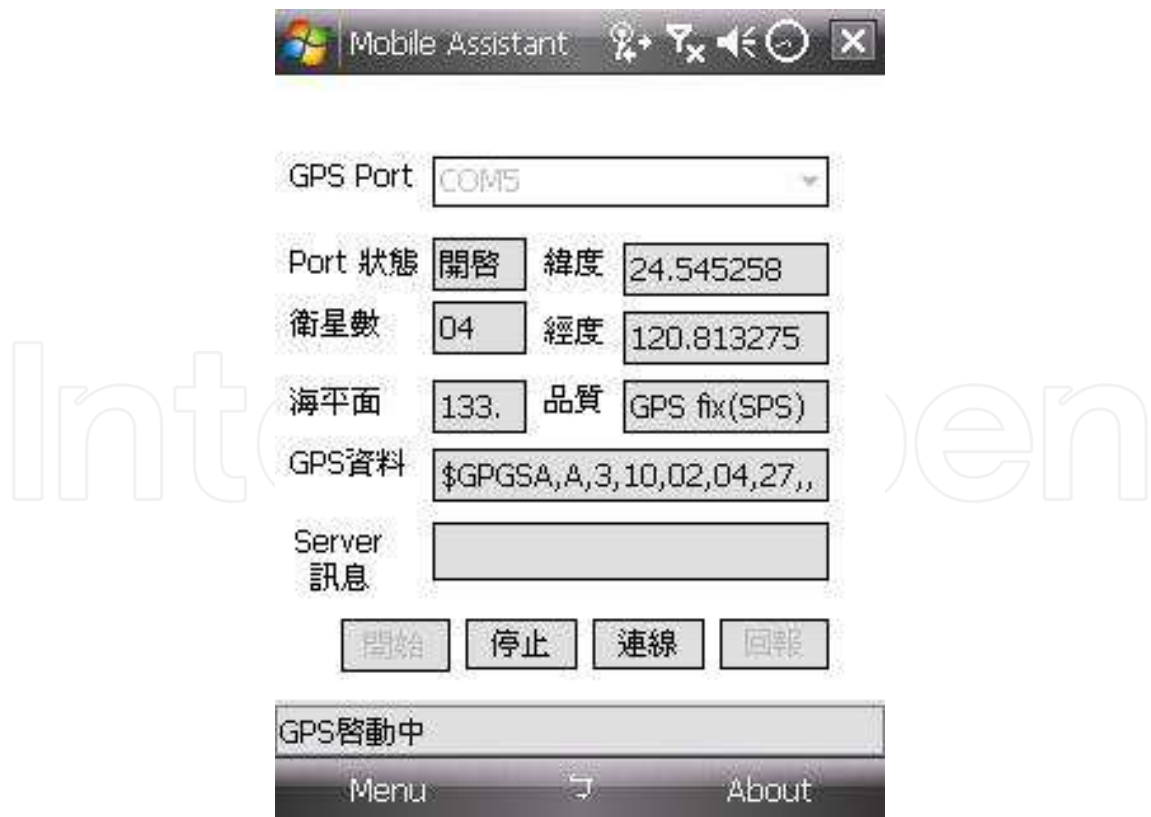 Mobile Assistant
GPS Port COM5
Port 狀態 開啓 緯度 24.545258
衛星數 04 經度 120.813275
海平面 133. 品質 GPS fix(SPS)
GPS資料 $GPGSA,A,3,10,02,04,27,,
Server
訊息
開始 停止 連線 回報
GPS啓動中
Menu About